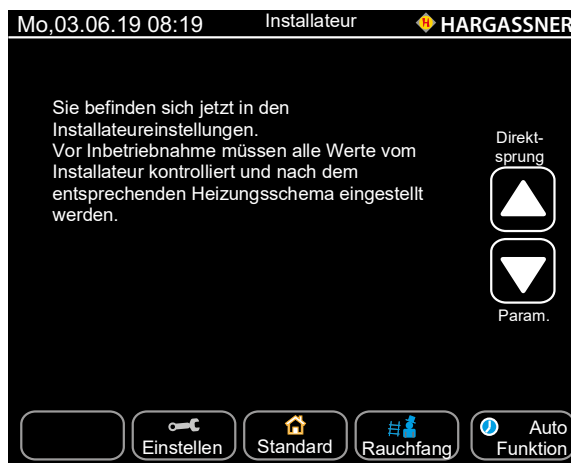 Mo,03.06.19 08:19 Installateur HARGASSNER
Sie befinden sich jetzt in den
Installateureinstellungen.
Vor Inbetriebnahme müssen alle Werte vom
Installateur kontrolliert und nach dem
entsprechenden Heizungsschema eingestellt
werden.
Direkt-
sprung
Param.
Einstellen
Standard
Rauchfang
Auto
Funktion